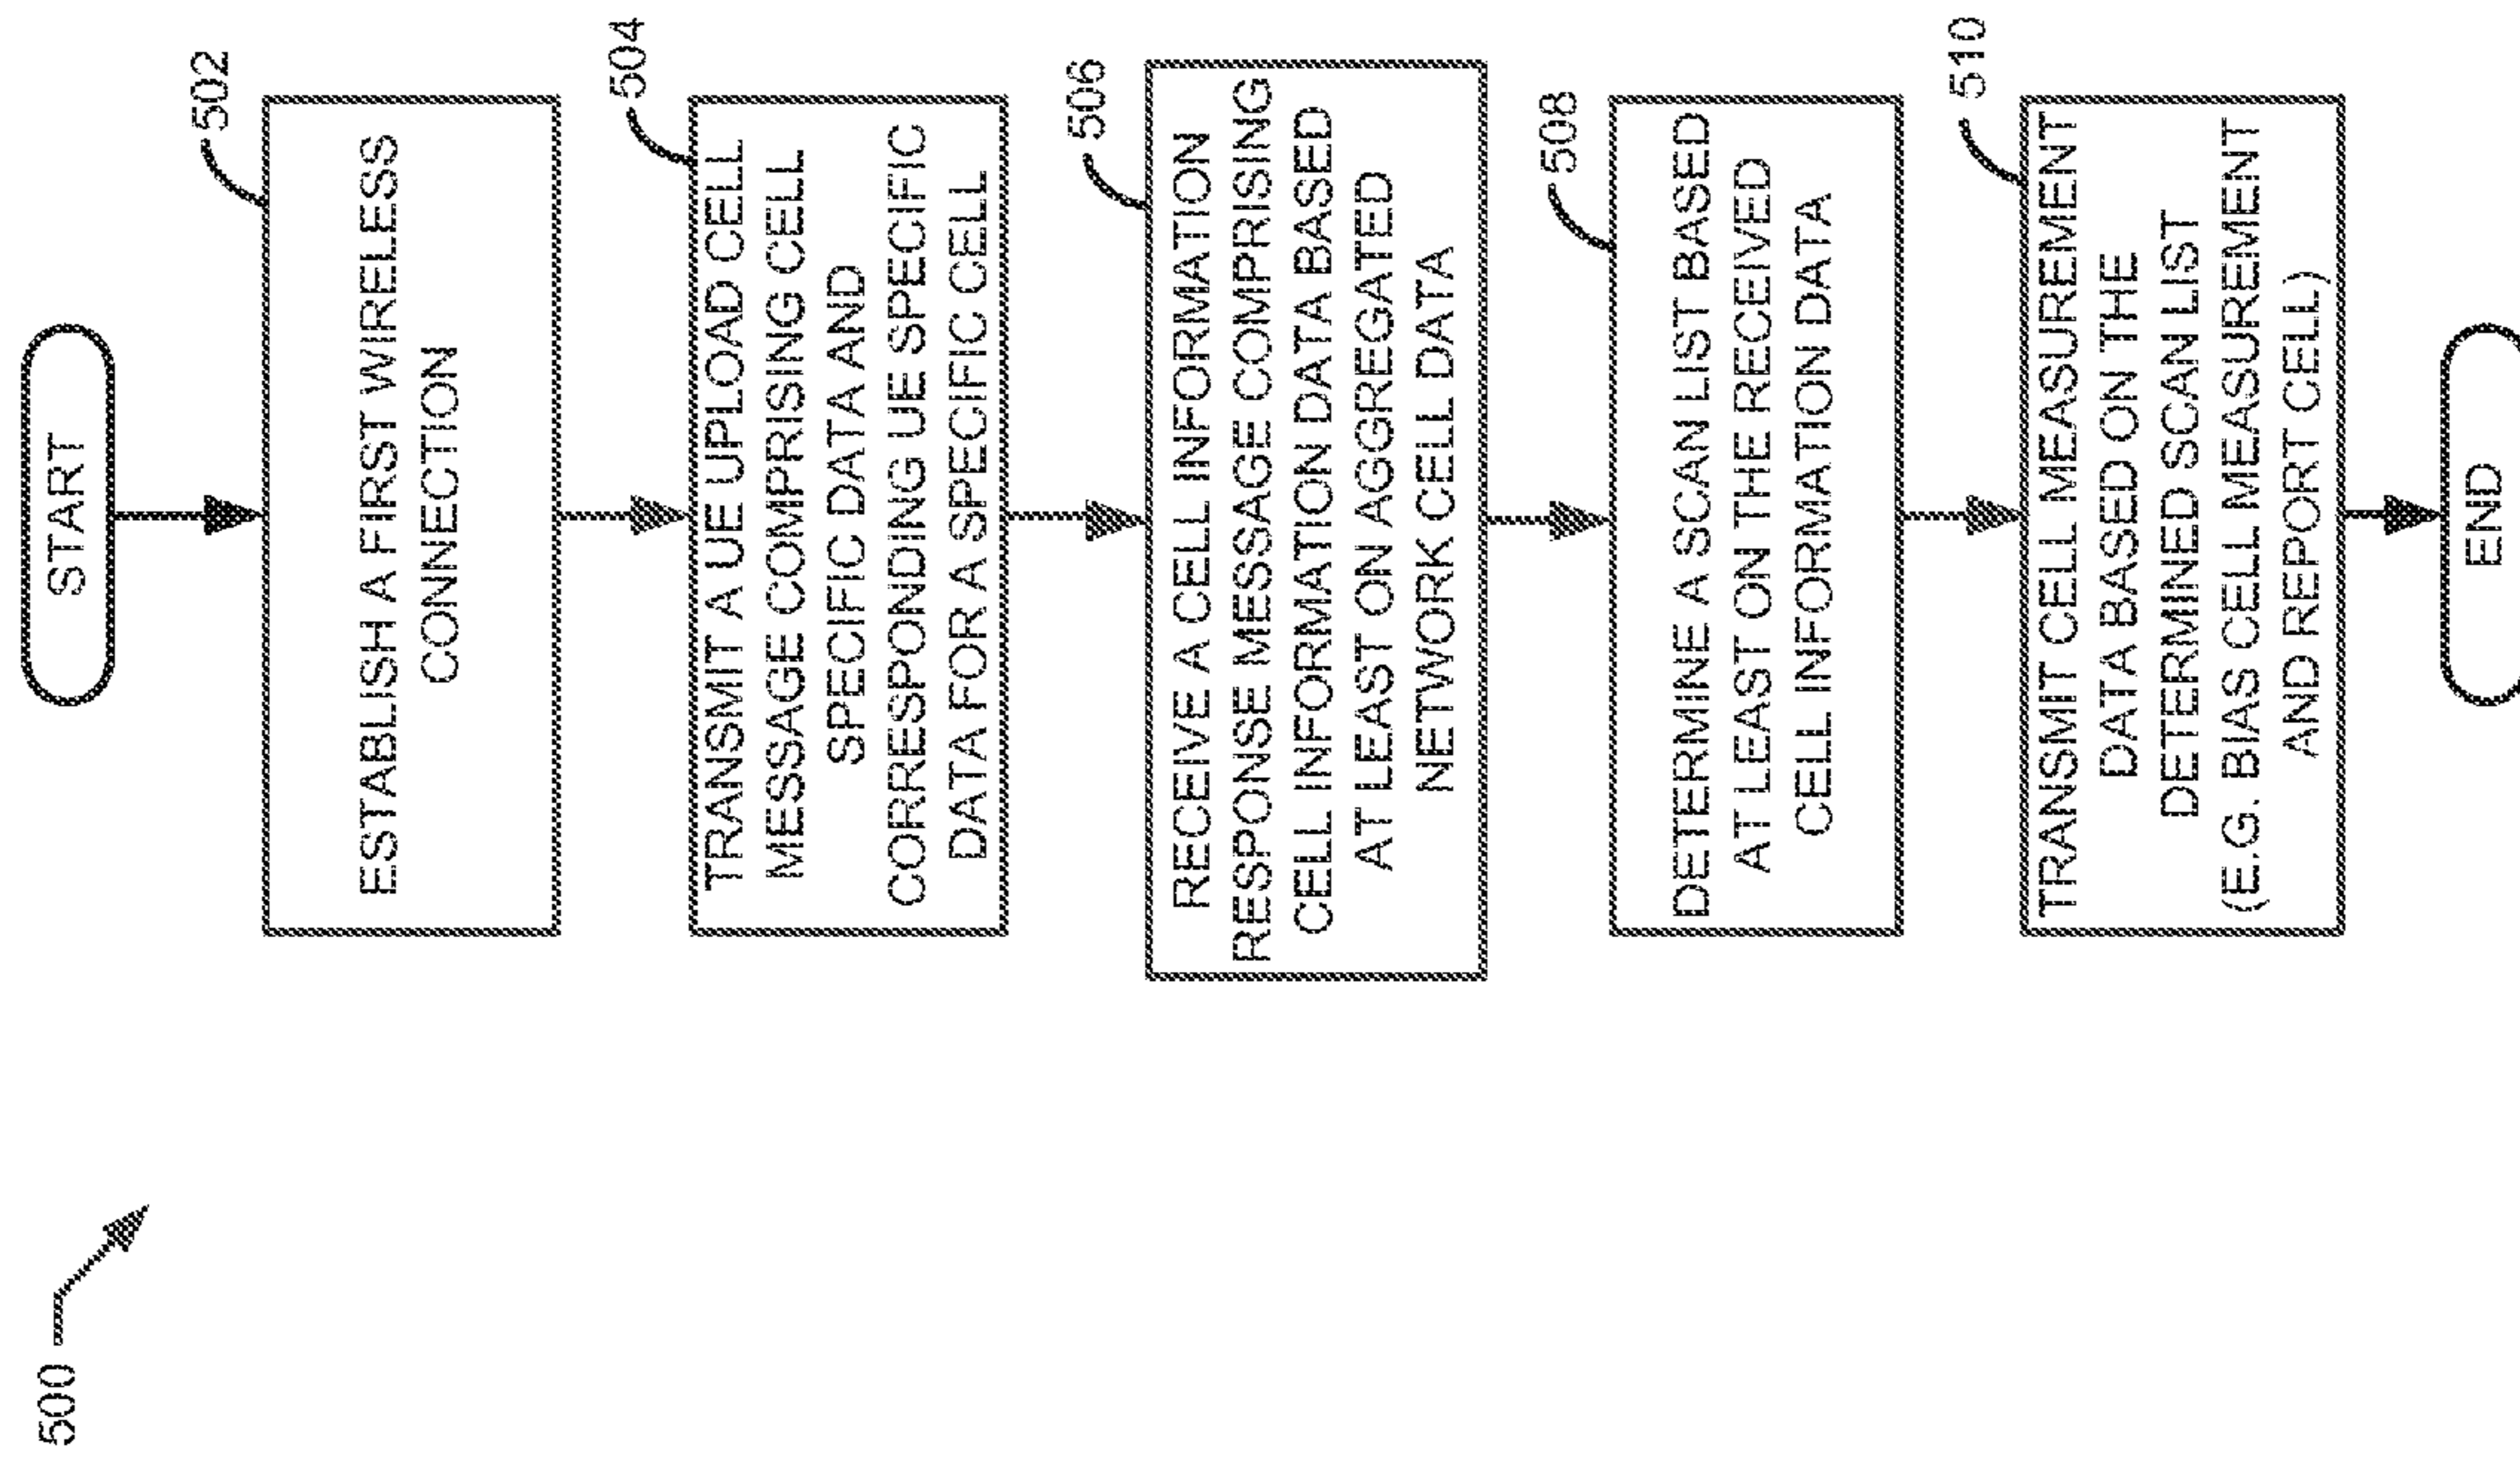 500
START
502
ESTABLISH A FIRST WIRELESS
CONNECTION
504
TRANSMIT A UE UPLOAD CELL
MESSAGE COMPRISING CELL
SPECIFIC DATA AND
CORRESPONDING UE SPECIFIC
DATA FOR A SPECIFIC CELL
506
RECEIVE A CELL INFORMATION
RESPONSE MESSAGE COMPRISING
CELL INFORMATION DATA BASED
AT LEAST ON AGGREGATED
NETWORK CELL DATA
508
DETERMINE A SCAN LIST BASED
AT LEAST ON THE RECEIVED
CELL INFORMATION DATA
510
TRANSMIT CELL MEASUREMENT
DATA BASED ON THE
DETERMINED SCAN LIST
(E.G. BIAS CELL MEASUREMENT
AND REPORT CELL)
END